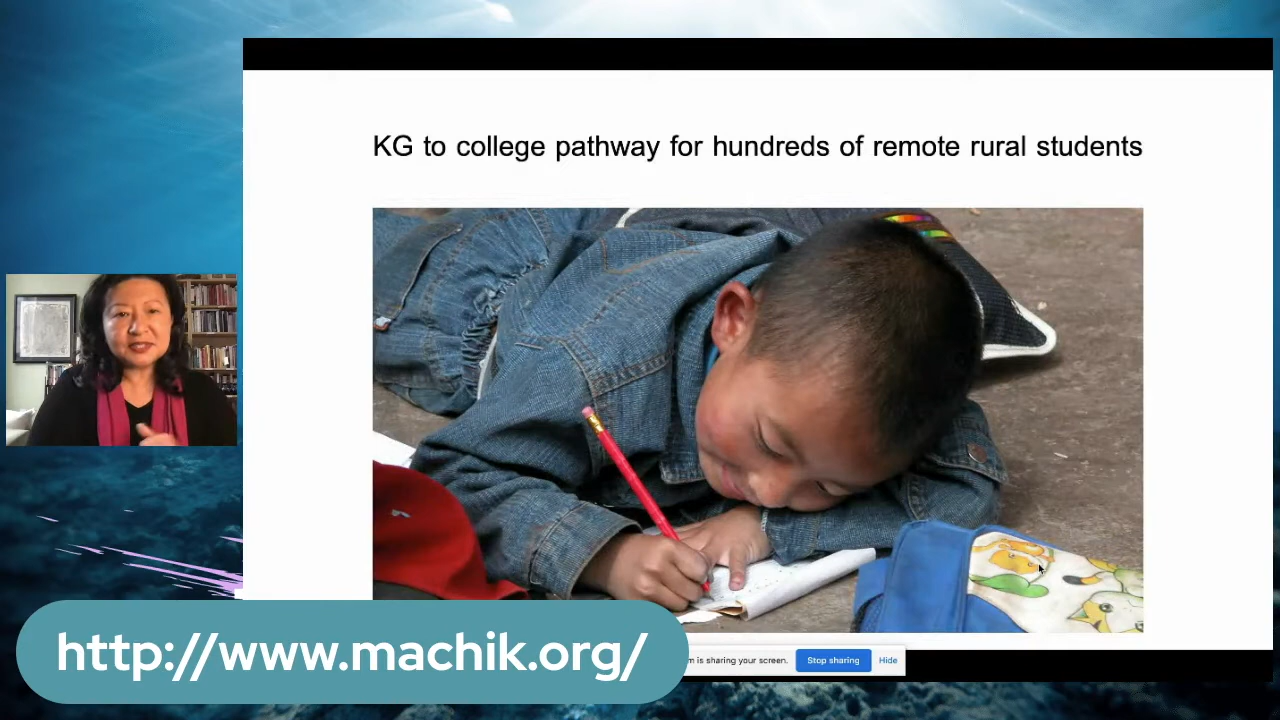 KG to college pathway for hundreds of remote rural students
http://www.machik.org/
is sharing your screen.
Stop sharing
Hide